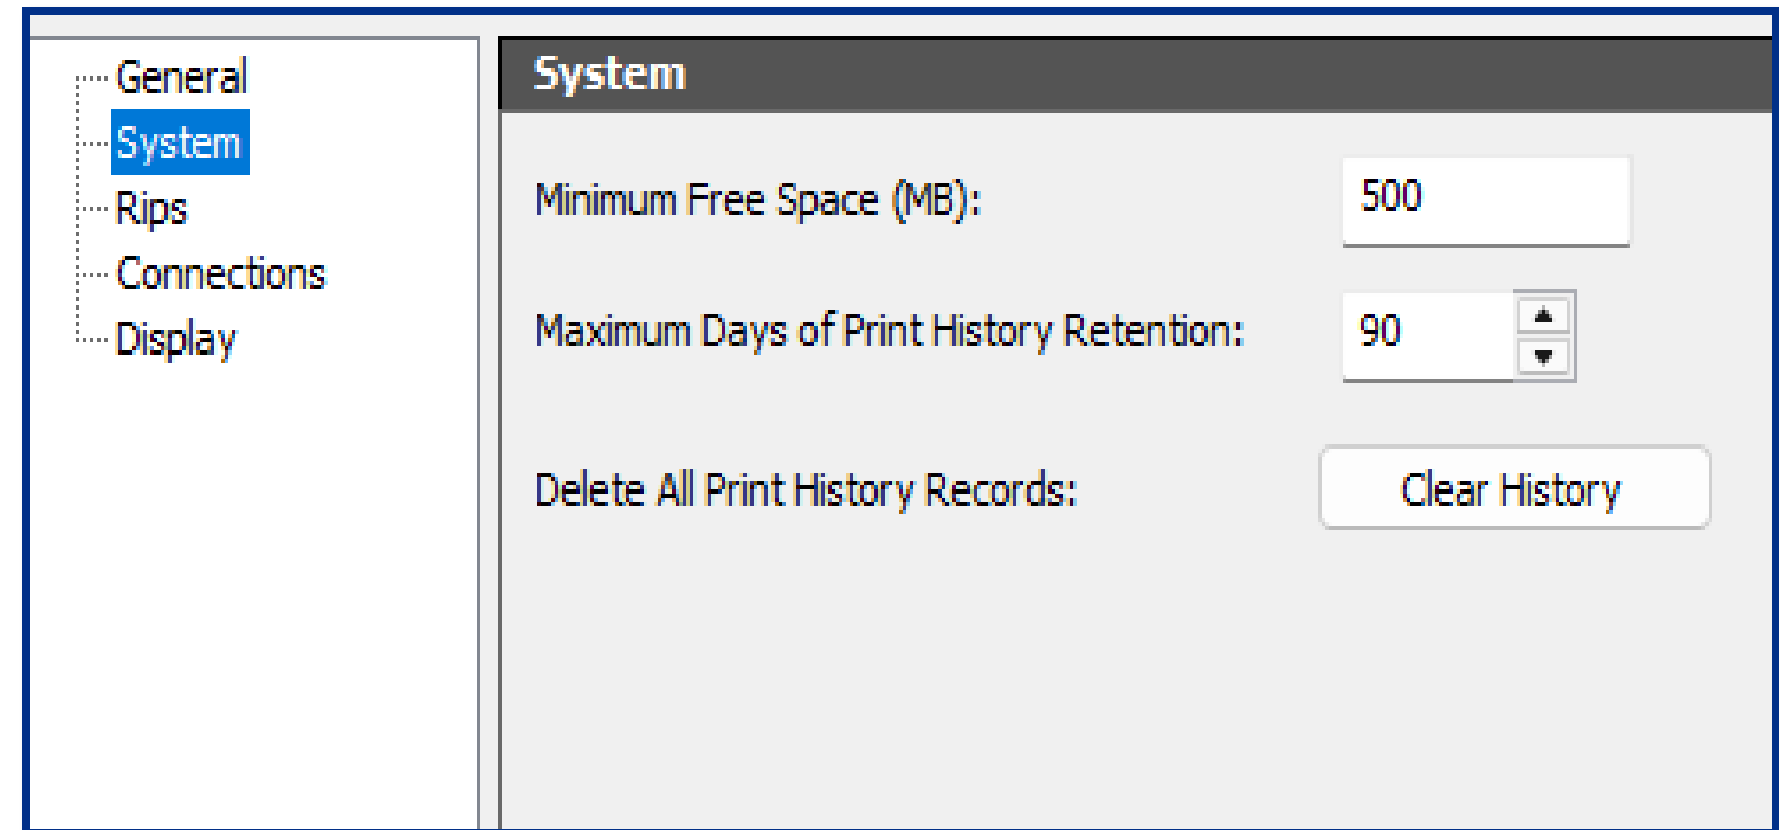 General
System
Rips
Connections
Display
System
Minimum Free Space (MB): 500
Maximum Days of Print History Retention: 90
Delete All Print History Records: Clear History